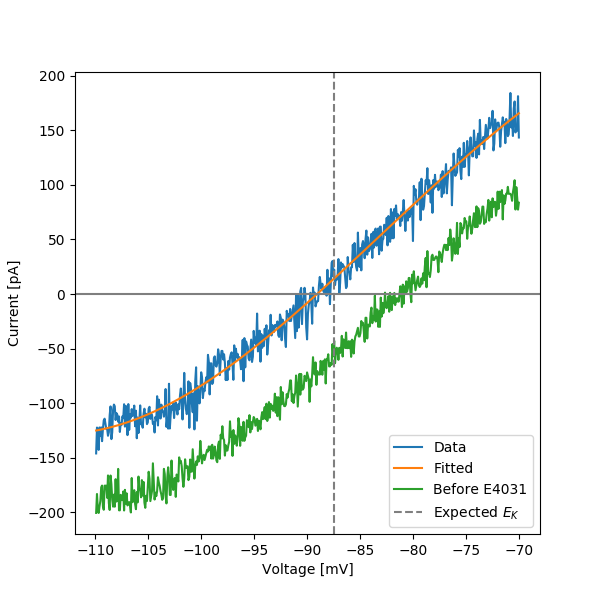 200
150
100
50
0
−50
−100
−150
−200
Current [pA]
−110 −105 −100 −95 −90 −85 −80 −75 −70
Voltage [mV]
Data
Fitted
Before E4031
Expected E_K